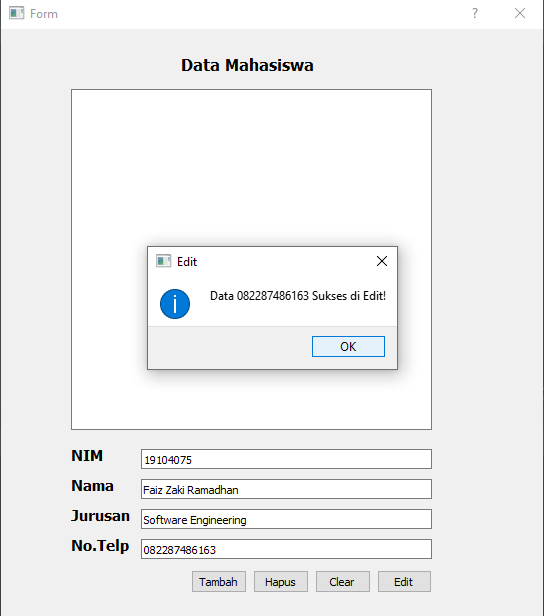 Form
Data Mahasiswa
Edit
Data 082287486163 Sukses di Edit!
OK
NIM 19104075
Nama Faiz Zaki Ramadhan
Jurusan Software Engineering
No.Telp 082287486163
Tambah Hapus Clear Edit